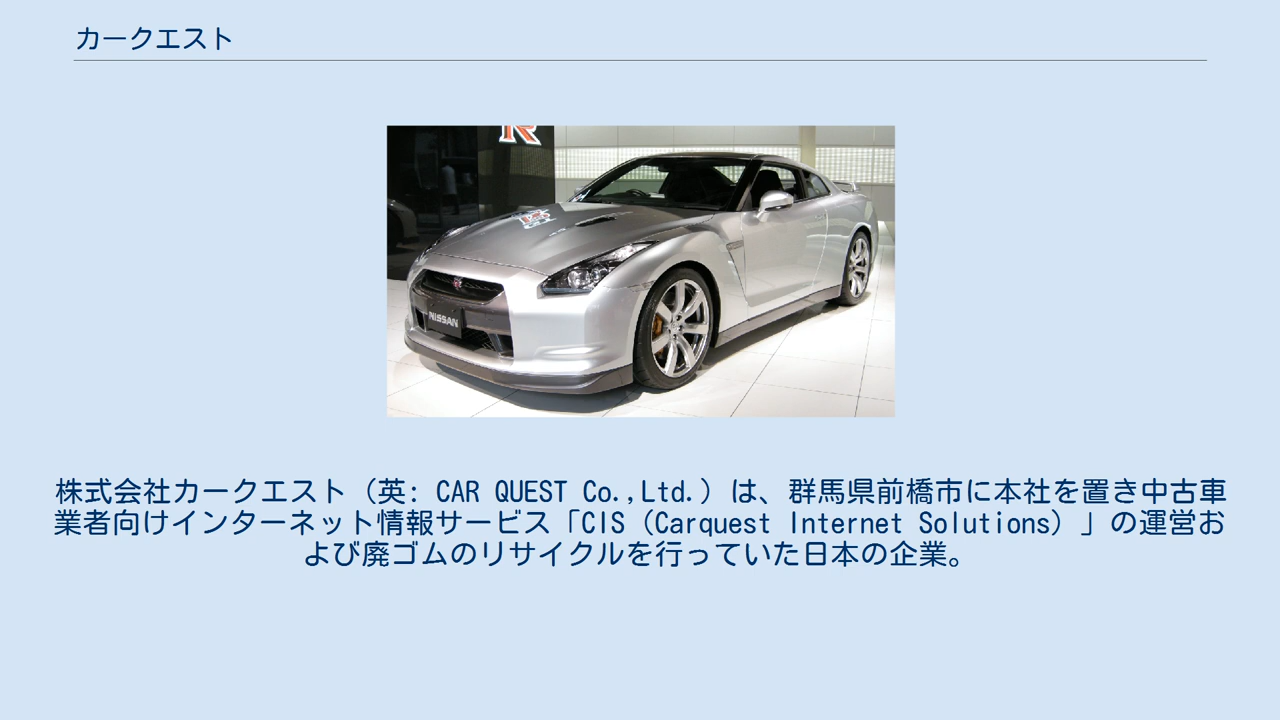 カークエスト
R
NISSAN
株式会社カークエスト（英: CAR QUEST Co.,Ltd.）は、群馬県前橋市に本社を置き中古車
業者向けインターネット情報サービス「CIS（Carquest Internet Solutions）」の運営お
よび廃ゴムのリサイクルを行っていた日本の企業。